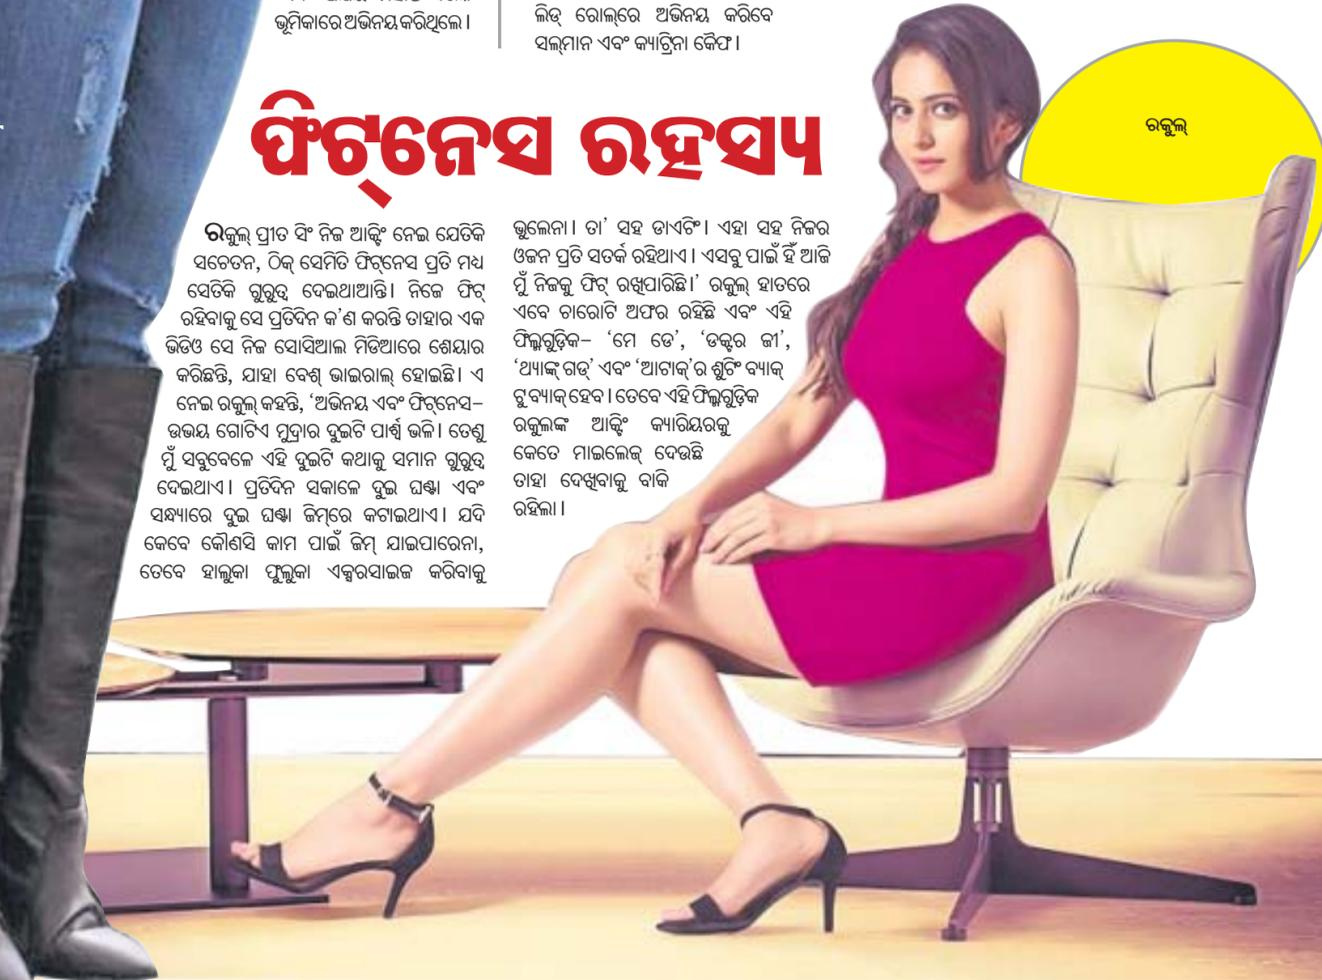 ଭୂମିକାରେ ଅଭିନୟ କରିଥିଲେ ।
ଲିଡ୍ ରୋଲ୍‌ରେ ଅଭିନୟ କରିବେ
ସଲ୍‌ମାନ ଏବଂ କ୍ୟାଟ୍ରିନା କୈଫ ।
ଫିଟ୍‌ନେସ ରହସ୍ୟ
ରକୁଲ୍ ପ୍ରୀତ ସିଂ ନିଜ ଆକ୍ଟିଂ ନେଇ ଯେତିକି
ସଚେତନ, ଠିକ୍ ସେମିତି ଫିଟ୍‌ନେସ ପ୍ରତି ମଧ୍ୟ
ସେତିକି ଗୁରୁତ୍ୱ ଦେଇଥାଆନ୍ତି । ନିଜେ ଫିଟ୍
ରହିବାକୁ ସେ ପ୍ରତିଦିନ କ’ଣ କରନ୍ତି ତାହାର ଏକ
ଭିଡିଓ ସେ ନିଜ ସୋସିଆଲ ମିଡିଆରେ ଶେୟାର
କରିଛନ୍ତି, ଯାହା ବେଶ୍ ଭାଇରାଲ୍ ହୋଇଛି । ଏ
ନେଇ ରକୁଲ୍ କହନ୍ତି, ‘ଅଭିନୟ ଏବଂ ଫିଟ୍‌ନେସ–
ଉଭୟ ଗୋଟିଏ ମୁଦ୍ରାର ଦୁଇଟି ପାର୍ଶ୍ୱ ଭଳି । ତେଣୁ
ମୁଁ ସବୁବେଳେ ଏହି ଦୁଇଟି କଥାକୁ ସମାନ ଗୁରୁତ୍ୱ
ଦେଇଥାଏ । ପ୍ରତିଦିନ ସକାଳେ ଦୁଇ ଘଣ୍ଟା ଏବଂ
ସନ୍ଧ୍ୟାରେ ଦୁଇ ଘଣ୍ଟା ଜିମ୍‌ରେ କଟାଇଥାଏ । ଯଦି
କେବେ କୌଣସି କାମ ପାଇଁ ଜିମ୍ ଯାଇପାରେନା,
ତେବେ ହାଲୁକା ଫୁଲୁକା ଏକ୍ସରସାଇଜ କରିବାକୁ
ଭୁଲେନା । ତା’ ସହ ଡାଏଟିଂ । ଏହା ସହ ନିଜର
ଓଜନ ପ୍ରତି ସତର୍କ ରହିଥାଏ । ଏସବୁ ପାଇଁ ହିଁ ଆଜି
ମୁଁ ନିଜକୁ ଫିଟ୍ ରଖିପାରିଛି ।’ ରକୁଲ୍ ହାତରେ
ଏବେ ଚାରୋଟି ଅଫର ରହିଛି ଏବଂ ଏହି
ଫିଲ୍ମଗୁଡ଼ିକ– ‘ମେ ଡେ’, ‘ଡକ୍ଟର ଜୀ’,
‘ଥ୍ୟାଙ୍କ୍ ଗଡ୍’ ଏବଂ ‘ଆଟାକ୍’ର ଶୁଟିଂ ବ୍ୟାକ୍
ଟୁ ବ୍ୟାକ୍ ହେବ । ତେବେ ଏହି ଫିଲ୍ମଗୁଡ଼ିକ
ରକୁଲଙ୍କ ଆକ୍ଟିଂ କ୍ୟାରିୟରକୁ
କେତେ ମାଇଲେଜ୍ ଦେଉଛି
ତାହା ଦେଖିବାକୁ ବାକି
ରହିଲା ।
ରକୁଲ୍